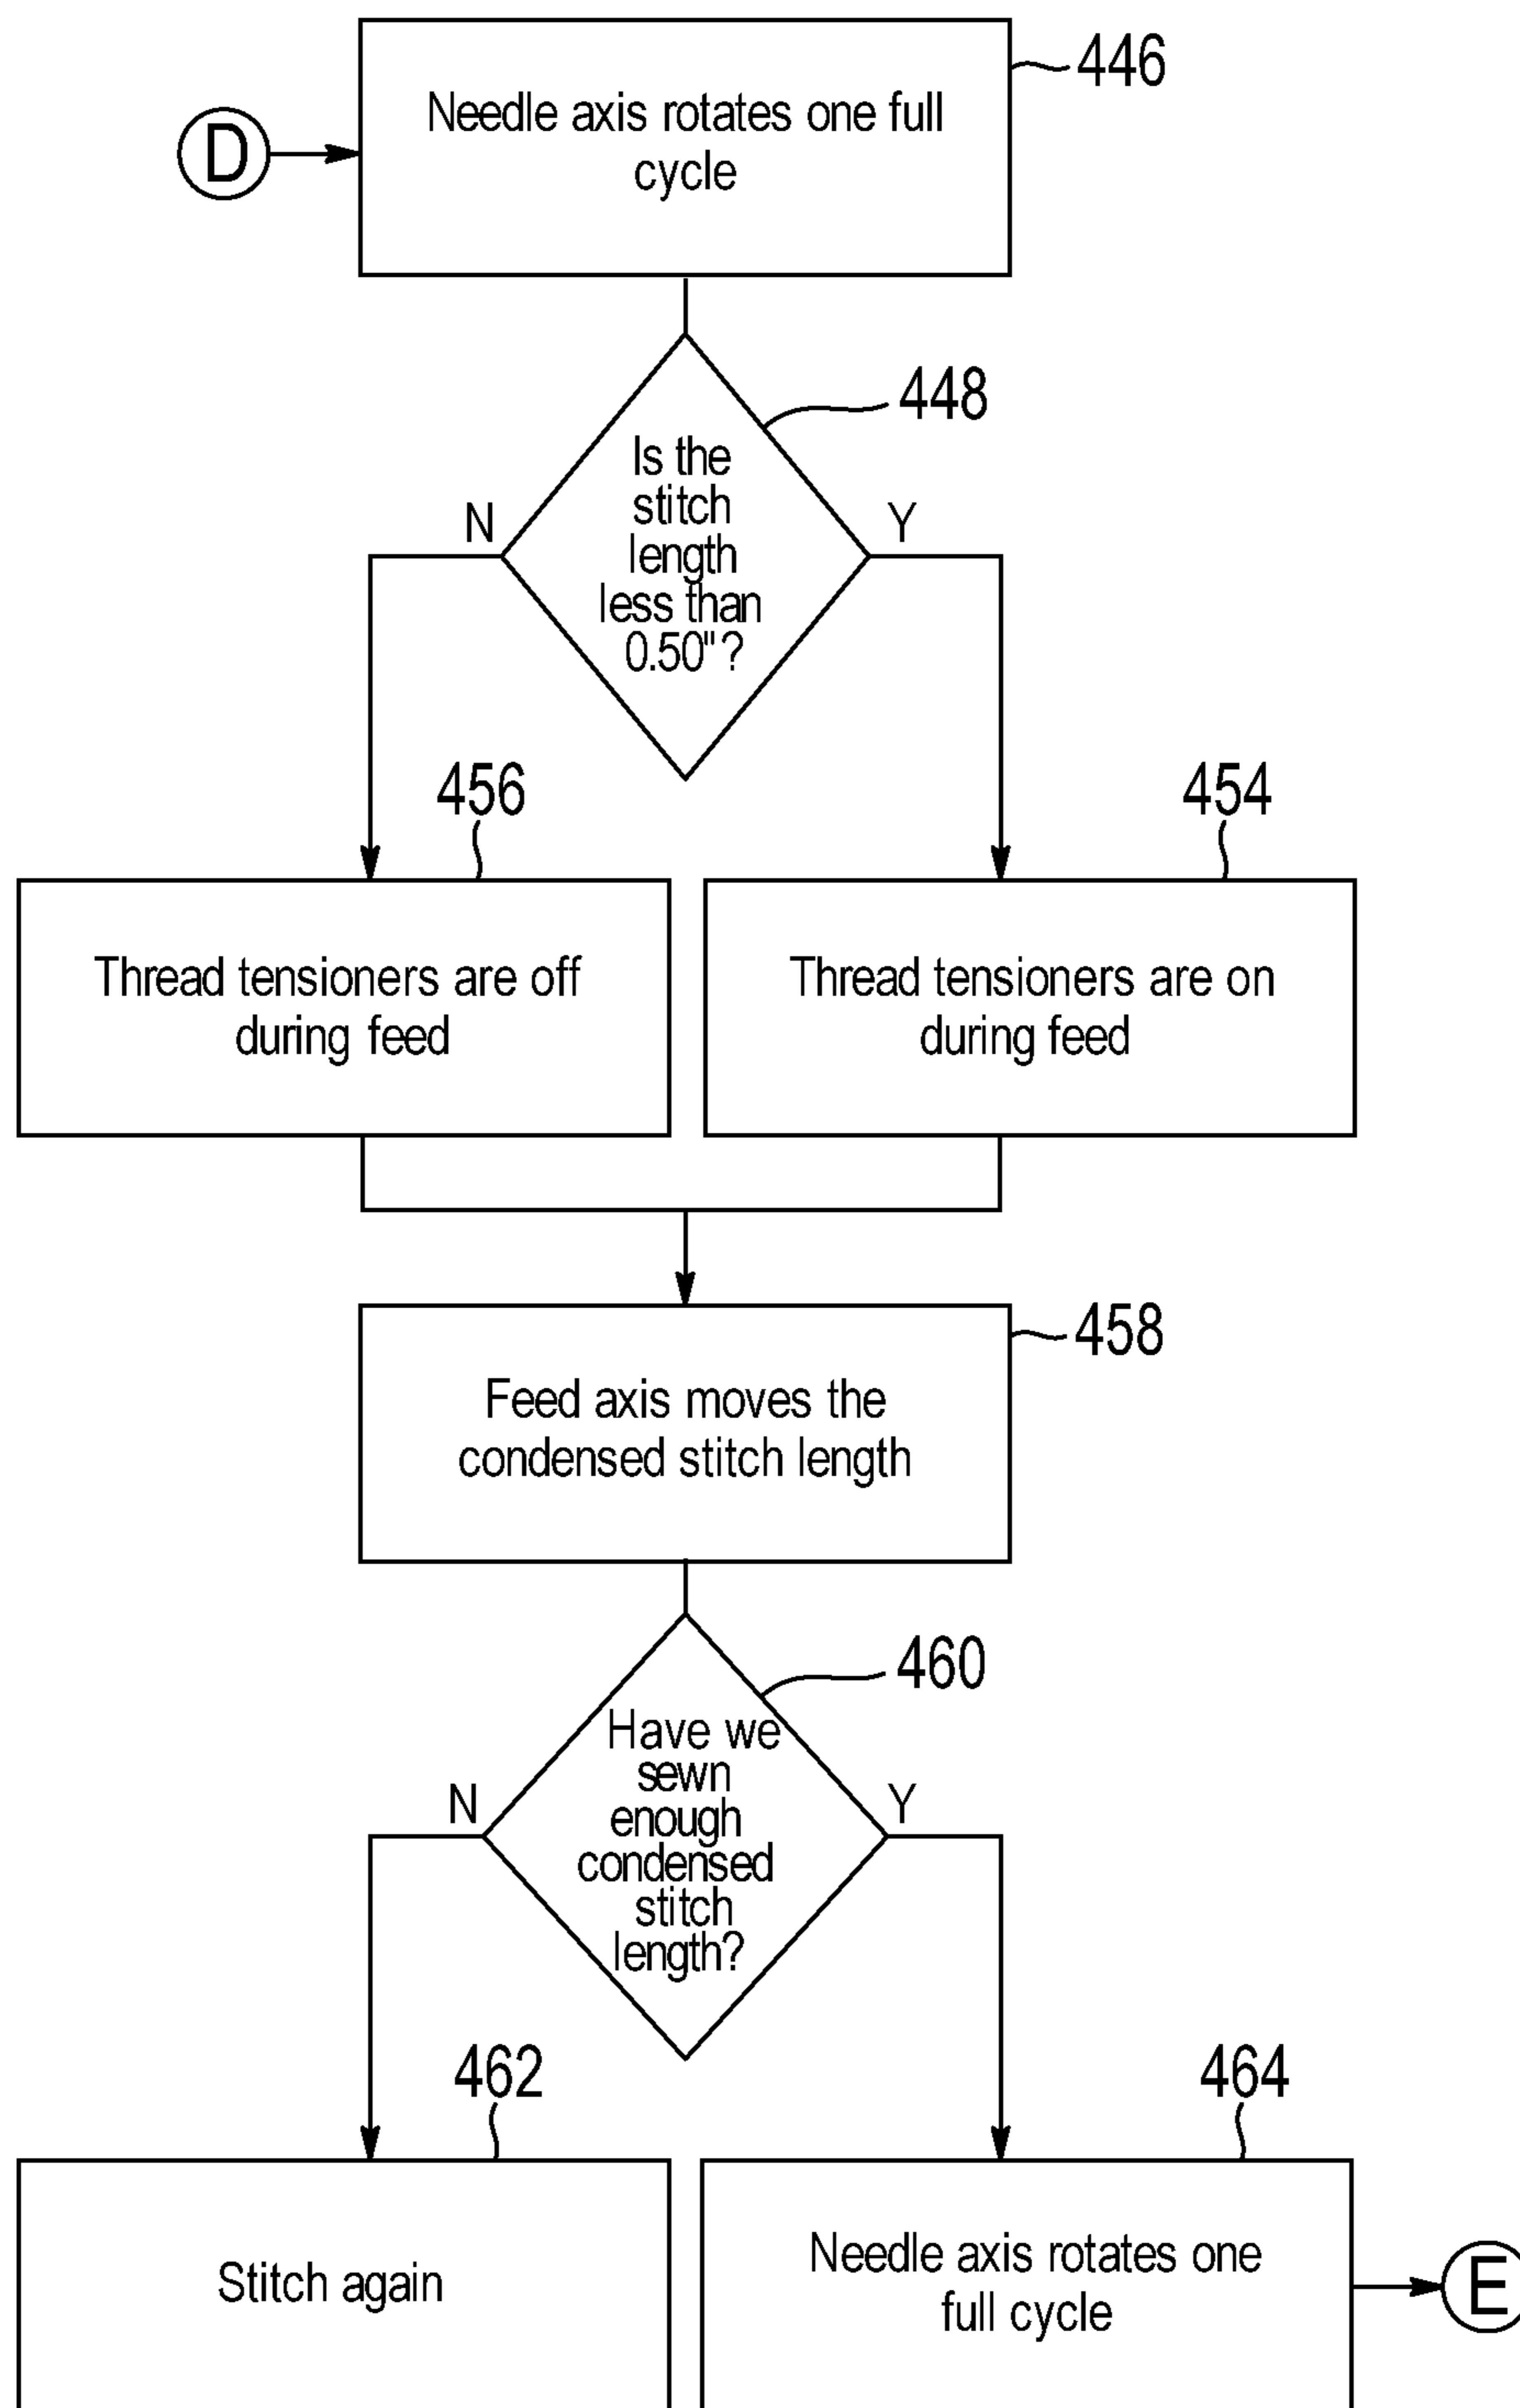 446
Needle axis rotates one full
cycle
D
448
Is the
stitch
length
less than
0.50"?
N
Y
456
454
Thread tensioners are off
during feed
Thread tensioners are on
during feed
458
Feed axis moves the
condensed stitch length
460
Have we
sewn
enough
condensed
stitch
length?
N
Y
462
464
Stitch again
Needle axis rotates one
full cycle
E